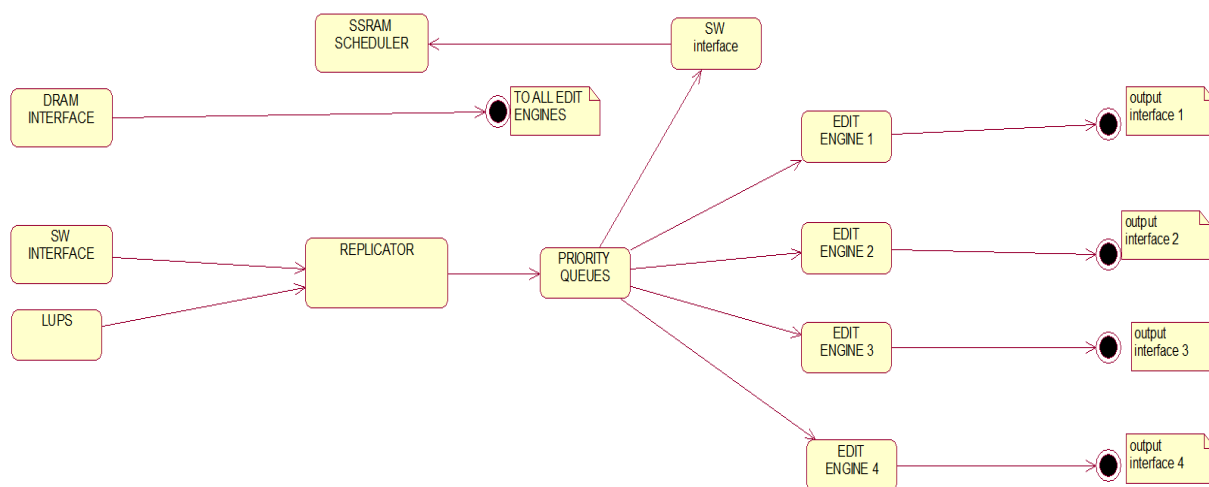 SSRAM
SCHEDULER
SW
interface
DRAM
INTERFACE
TO ALL EDIT
ENGINES
EDIT
ENGINE 1
output
interface 1
SW
INTERFACE
REPLICATOR
PRIORITY
QUEUES
EDIT
ENGINE 2
output
interface 2
LUPS
EDIT
ENGINE 3
output
interface 3
EDIT
ENGINE 4
output
interface 4